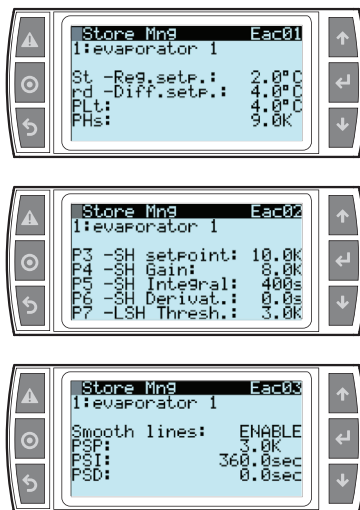 Store Mng Eac01
1:evaporator 1
St -Reg.setp.: 2.0°C
rd -Diff.setp.: 4.0°C
PLt: 4.0°C
PHs: 9.0K
Store Mng Eac02
1:evaporator 1
P3 -SH setpoint: 10.0K
P4 -SH Gain: 8.0K
P5 -SH Integral: 400s
P6 -SH Derivat.: 0.0s
P7 -LSH Thresh.: 3.0K
Store Mng Eac03
1:evaporator 1
Smooth lines: ENABLE
PSP: 3.0K
PSI: 360.0sec
PSD: 0.0sec